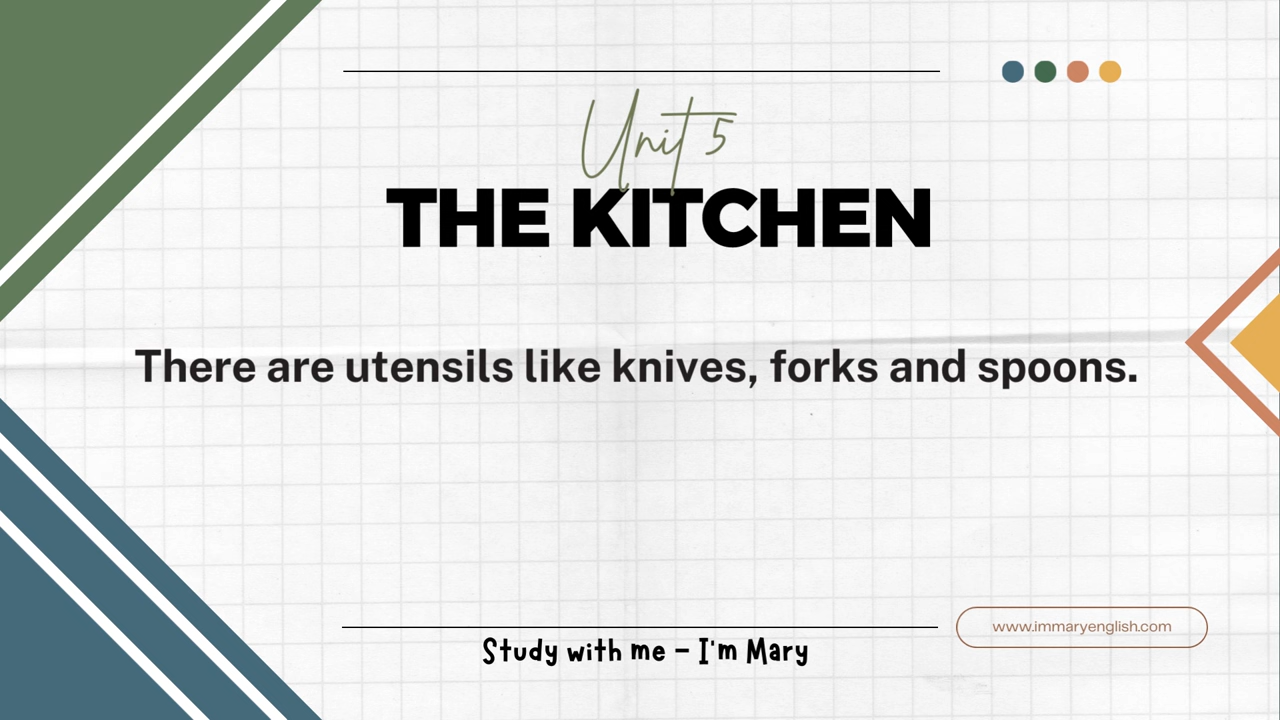 Unit 5
THE KITCHEN
There are utensils like knives, forks and spoons.
www.immaryenglish.com
Study with me – I'm Mary